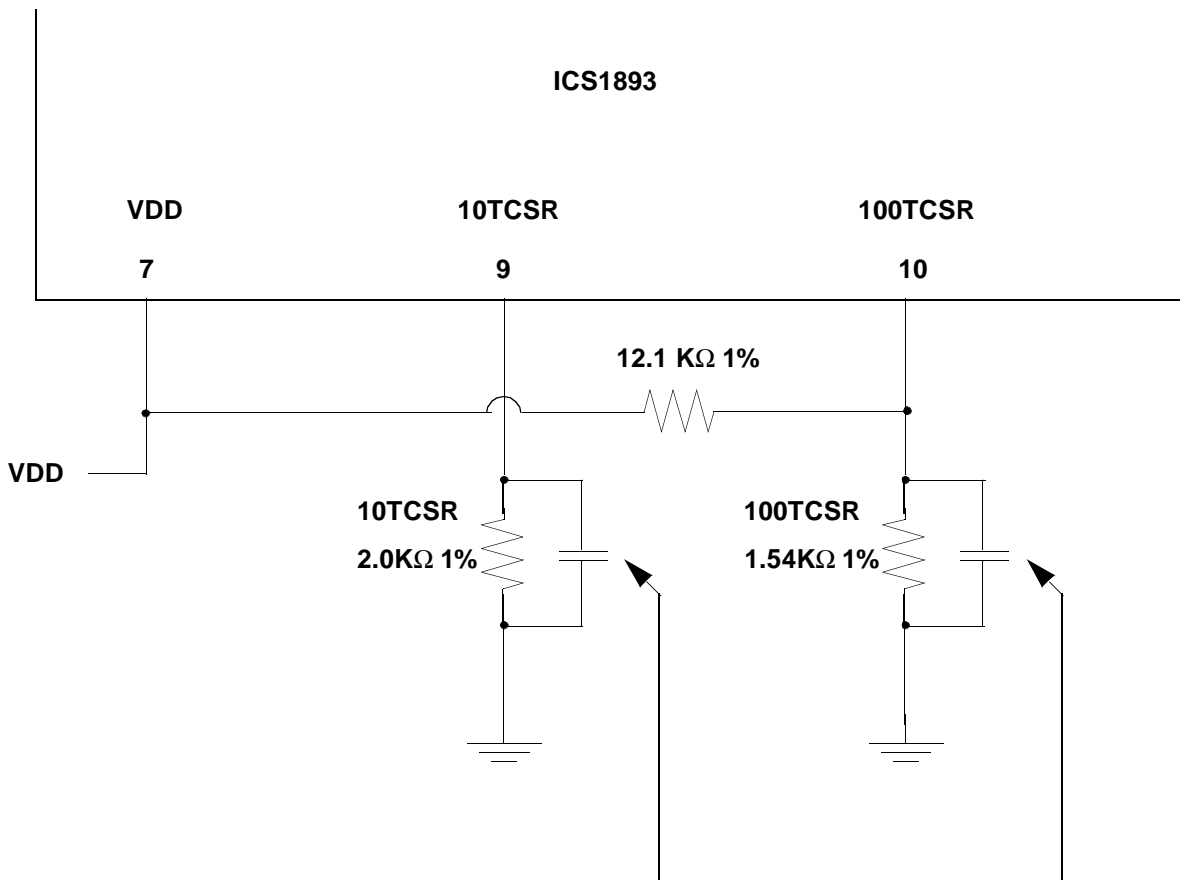 ICS1893
VDD 10TCSR 100TCSR
7 9 10
12.1 KΩ 1%
VDD
10TCSR 100TCSR
2.0KΩ 1% 1.54KΩ 1%